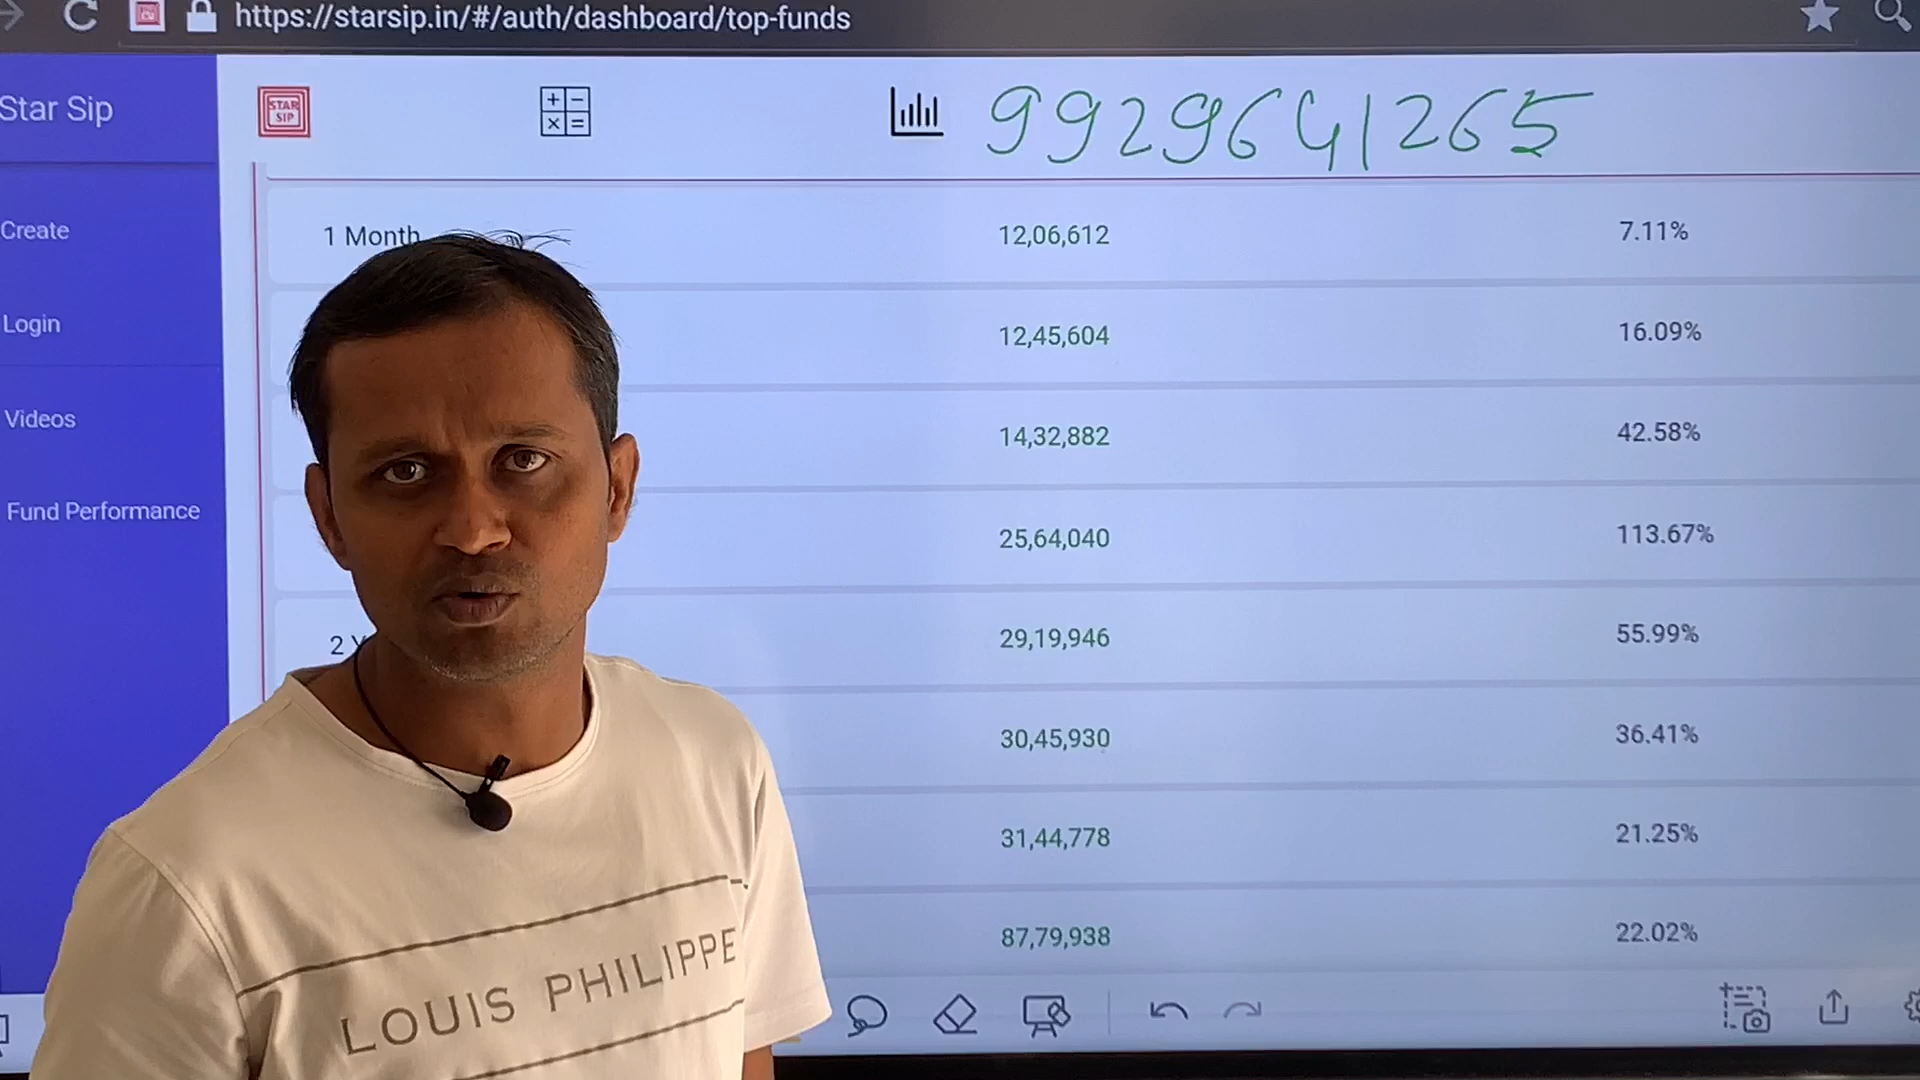 https://starsip.in/#/auth/dashboard/top-funds
Star Sip
STAR SIP
9929641265
Create
Login
Videos
Fund Performance
1 Month 12,06,612 7.11%
12,45,604 16.09%
14,32,882 42.58%
25,64,040 113.67%
2 29,19,946 55.99%
30,45,930 36.41%
31,44,778 21.25%
87,79,938 22.02%
LOUIS PHILIPPE